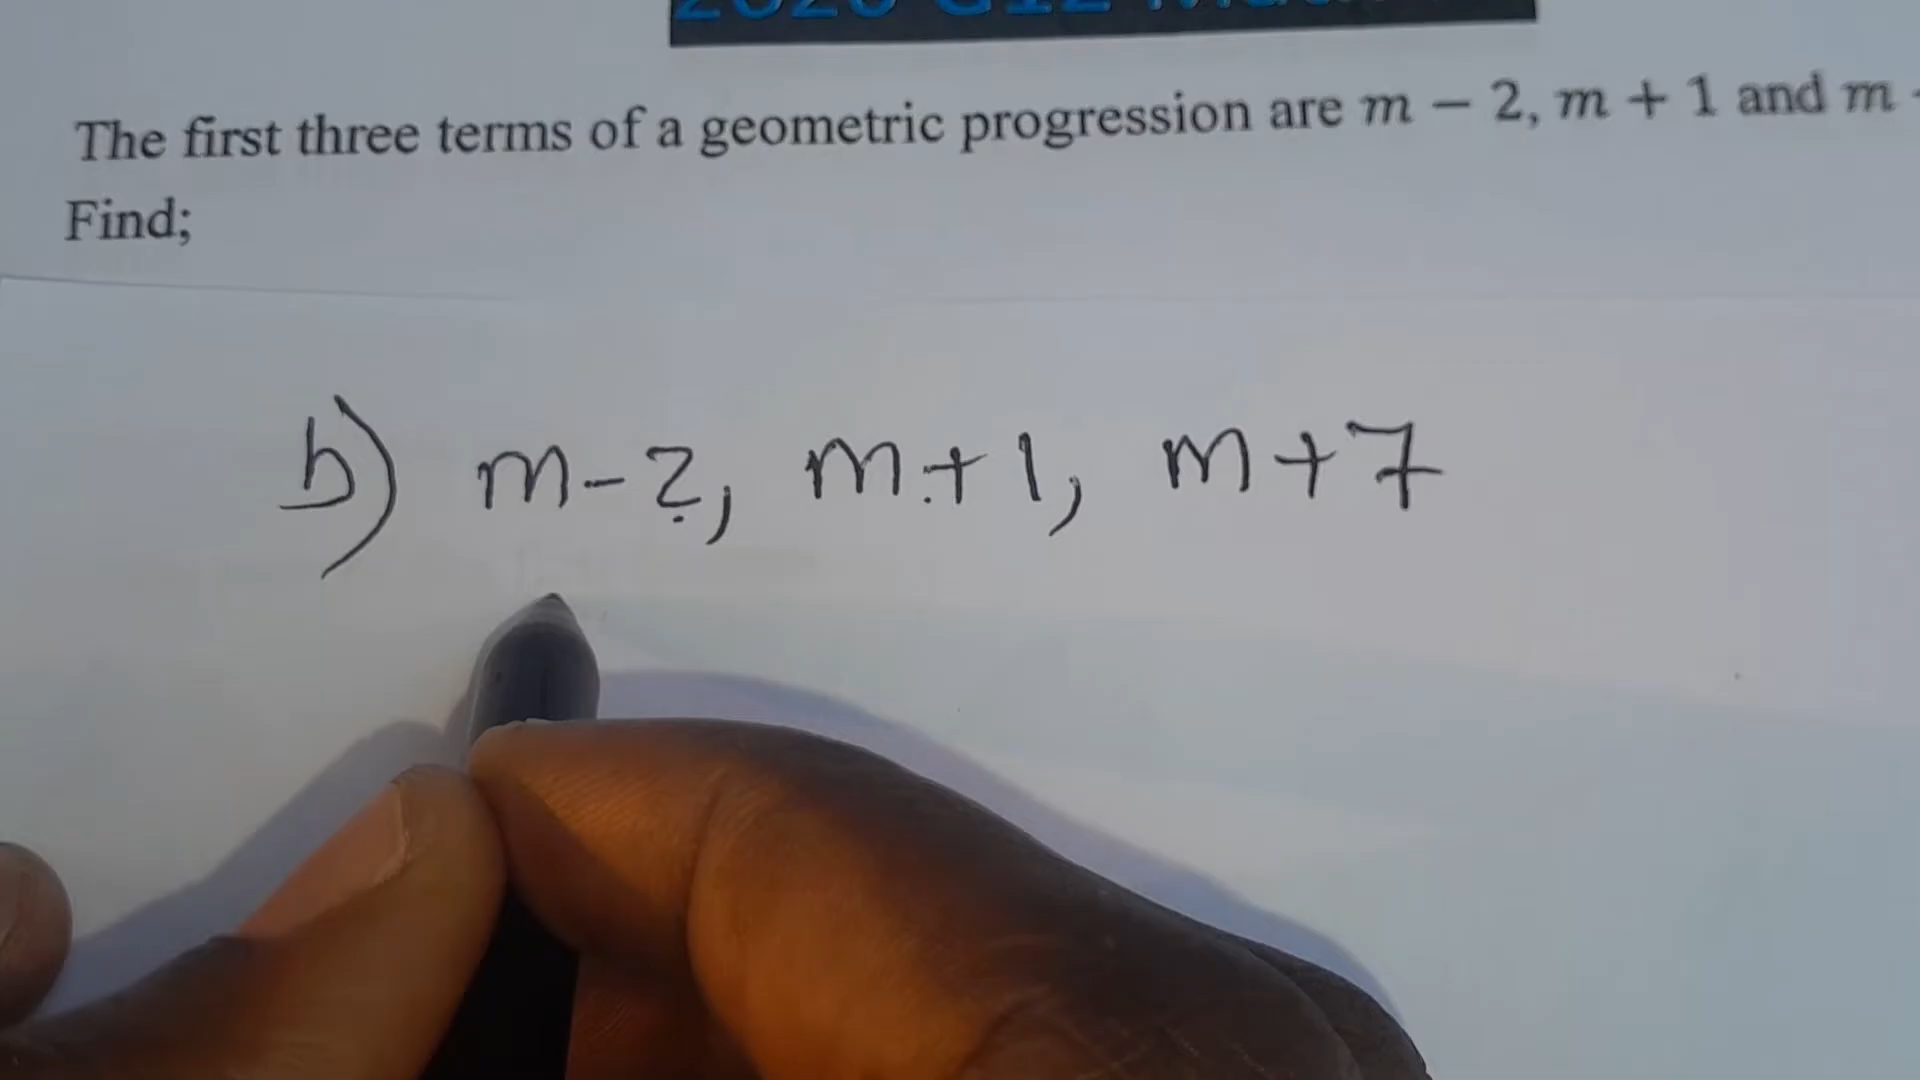 The first three terms of a geometric progression are m − 2, m + 1 and m
Find;
b) m-2, m+1, m+7